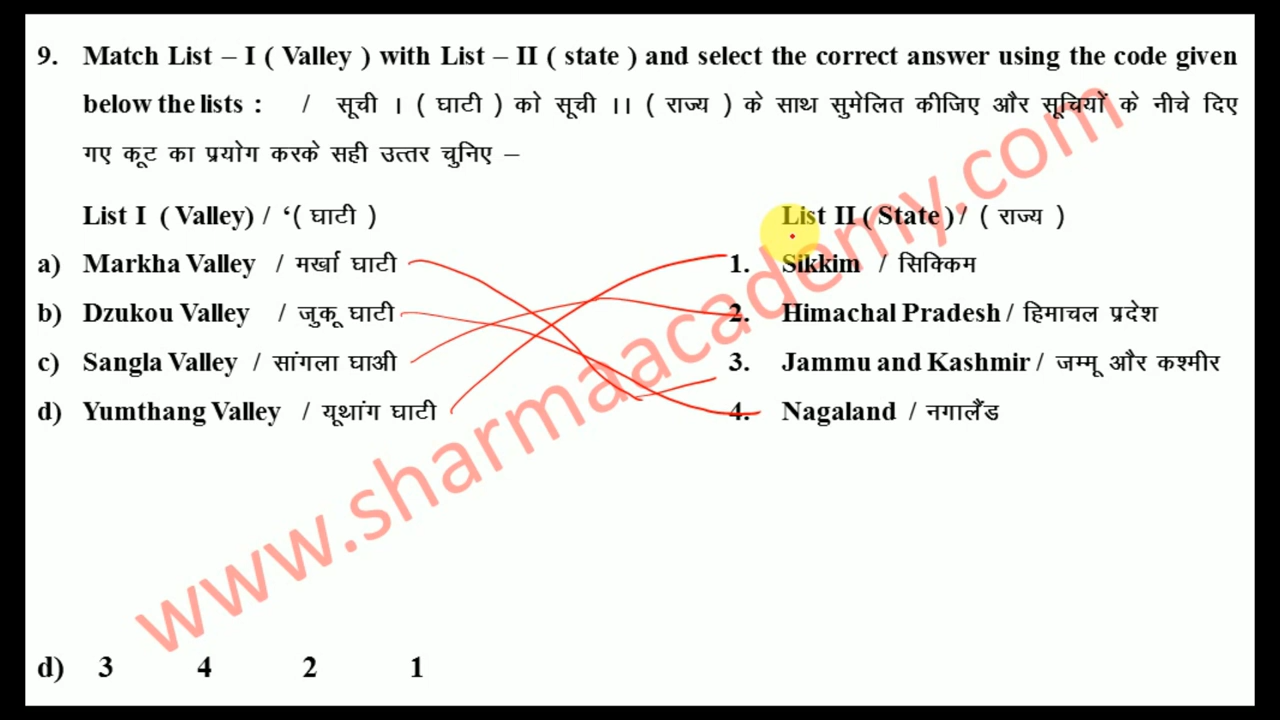 9. Match List – I ( Valley ) with List – II ( state ) and select the correct answer using the code given
below the lists : / सूची । ( घाटी ) को सूची ।। ( राज्य ) के साथ सुमेलित कीजिए और सूचियों के नीचे दिए
गए कूट का प्रयोग करके सही उत्तर चुनिए –
List I ( Valley) / ‘( घाटी ) List II ( State ) / ( राज्य )
a) Markha Valley / मर्खा घाटी 1. Sikkim / सिक्किम
b) Dzukou Valley / जुकू घाटी 2. Himachal Pradesh / हिमाचल प्रदेश
c) Sangla Valley / सांगला घाअी 3. Jammu and Kashmir / जम्मू और कश्मीर
d) Yumthang Valley / यूथांग घाटी 4. Nagaland / नगालैंड
www.sharmaacademy.com
d) 3 4 2 1